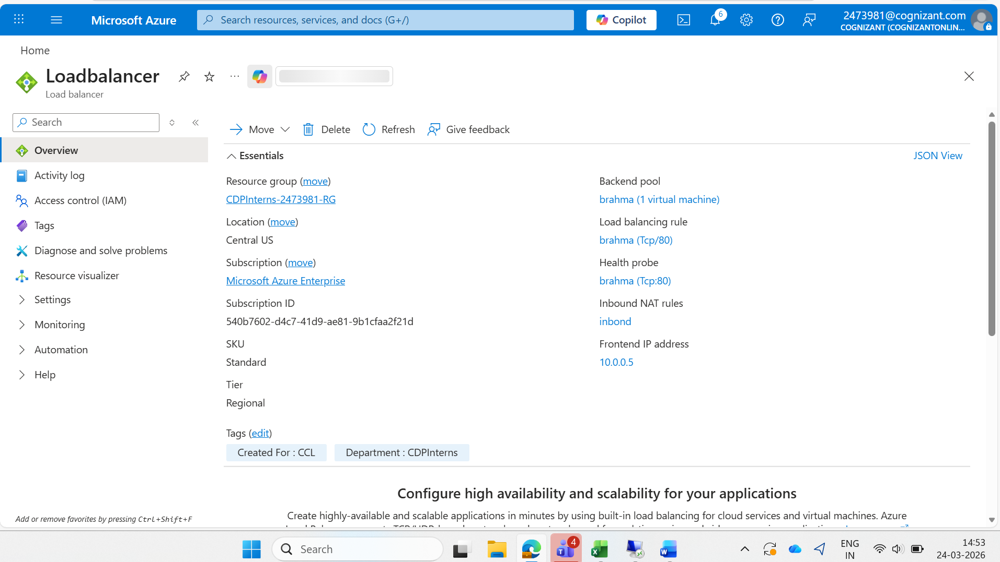 Microsoft Azure
Search resources, services, and docs (G+/)
Copilot
6
2473981@cognizant.com
COGNIZANT (COGNIZANTONLIN...
Home
Loadbalancer
Load balancer
Search
Overview
Activity log
Access control (IAM)
Tags
Diagnose and solve problems
Resource visualizer
Settings
Monitoring
Automation
Help
Add or remove favorites by pressing Ctrl+Shift+F
Move
Delete
Refresh
Give feedback
Essentials
JSON View
Resource group (move)
CDPInterns-2473981-RG
Location (move)
Central US
Subscription (move)
Microsoft Azure Enterprise
Subscription ID
540b7602-d4c7-41d9-ae81-9b1cfaa2f21d
SKU
Standard
Tier
Regional
Backend pool
brahma (1 virtual machine)
Load balancing rule
brahma (Tcp/80)
Health probe
brahma (Tcp:80)
Inbound NAT rules
inbond
Frontend IP address
10.0.0.5
Tags (edit)
Created For : CCL
Department : CDPInterns
Configure high availability and scalability for your applications
Create highly-available and scalable applications in minutes by using built-in load balancing for cloud services and virtual machines. Azure
Search
4
ENG
IN
14:53
24-03-2026